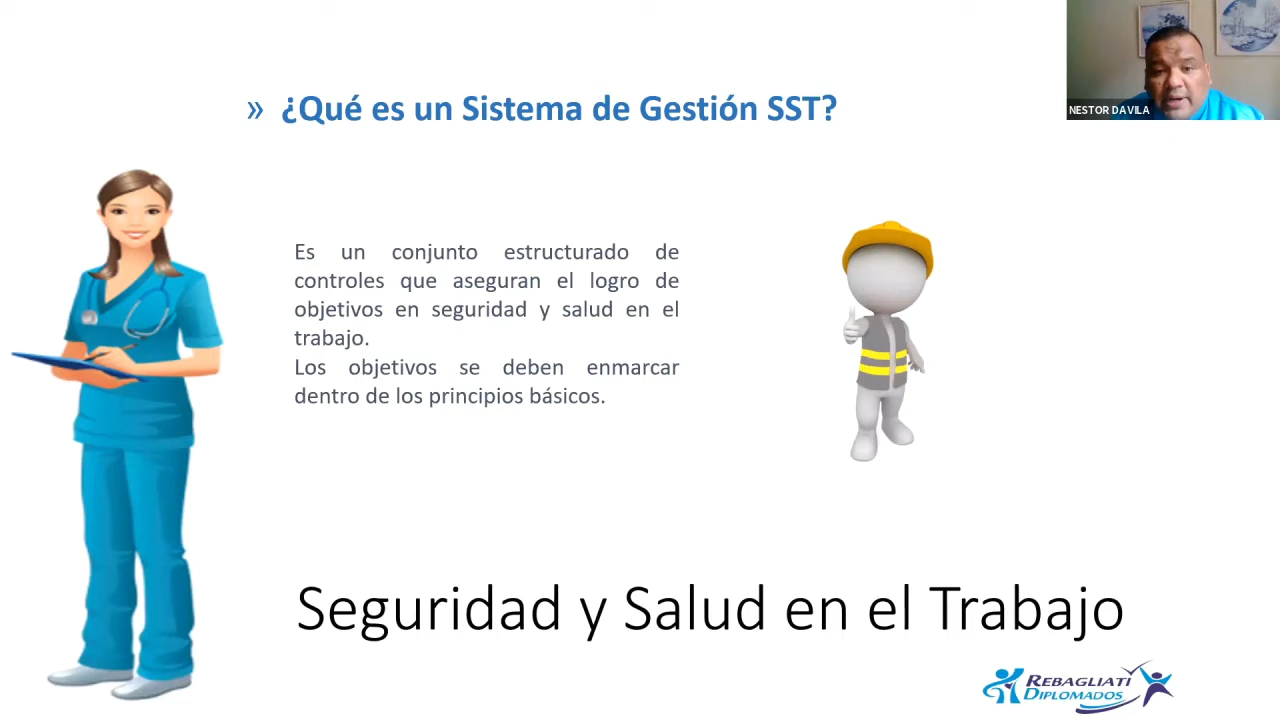 NESTOR DAVILA
» ¿Qué es un Sistema de Gestión SST?
Es un conjunto estructurado de
controles que aseguran el logro de
objetivos en seguridad y salud en el
trabajo.
Los objetivos se deben enmarcar
dentro de los principios básicos.
Seguridad y Salud en el Trabajo
REBAGLIATI
DIPLOMADOS